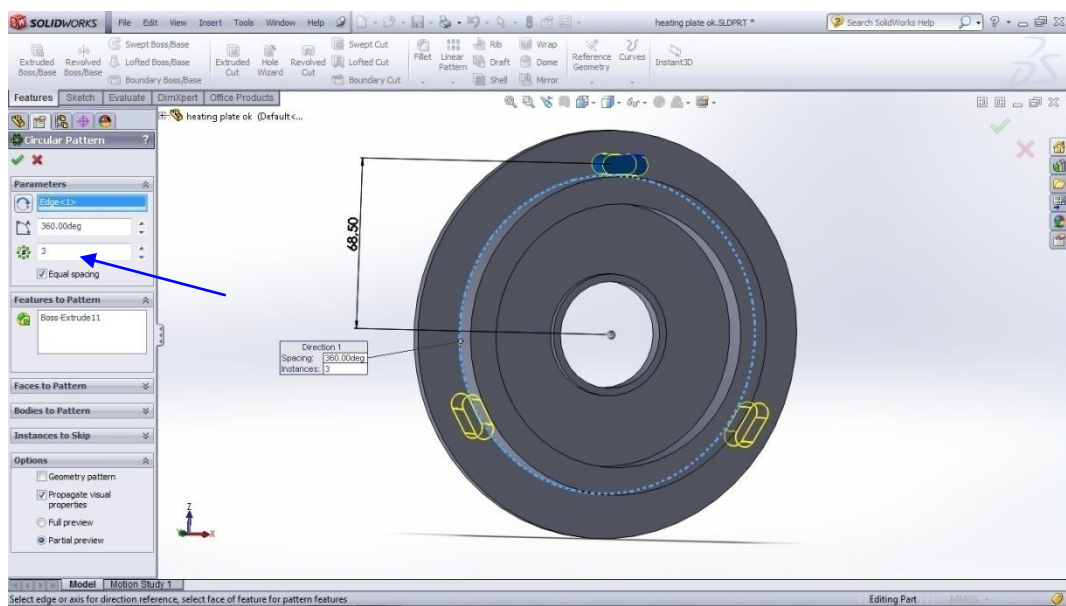 SOLIDWORKS File Edit View Insert Tools Window Help heating plate ok.SLDPRT * Search SolidWorks Help ?
Extruded Boss/Base Revolved Boss/Base Swept Boss/Base Lofted Boss/Base Boundary Boss/Base Extruded Cut Hole Wizard Revolved Cut Swept Cut Lofted Cut Boundary Cut Fillet Linear Pattern Rib Draft Shell Wrap Dome Mirror Reference Geometry Curves Instant3D
Features Sketch Evaluate DimXpert Office Products
heating plate ok (Default<...
Circular Pattern ?
Parameters
Edge<1>
360.00deg
3
Equal spacing
Features to Pattern
Boss-Extrude11
Faces to Pattern
Bodies to Pattern
Instances to Skip
Options
Geometry pattern
Propagate visual
properties
Full preview
Partial preview
68.50
Direction 1
Spacing: 360.00deg
Instances: 3
Z
X
Model Motion Study 1
Select edge or axis for direction reference, select face of feature for pattern features Editing Part MMGS